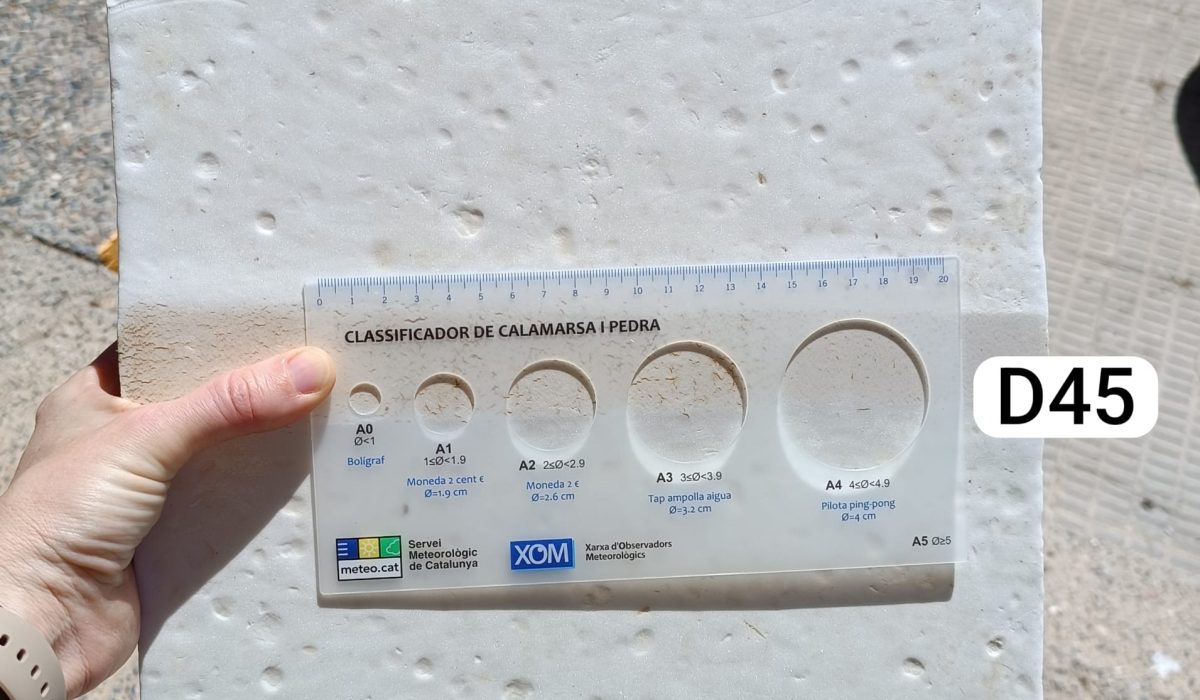 0 1 2 3 4 5 6 7 8 9 10 11 12 13 14 15 16 17 18 19 20
CLASSIFICADOR DE CALAMARSA I PEDRA
A0
Ø<1
Bolígraf
A1
1≤Ø<1.9
Moneda 2 cent €
Ø=1.9 cm
A2 2≤Ø<2.9
Moneda 2 €
Ø=2.6 cm
A3 3≤Ø<3.9
Tap ampolla aigua
Ø=3.2 cm
A4 4≤Ø<4.9
Pilota ping-pong
Ø=4 cm
A5 Ø≥5
meteo.cat
Servei
Meteorològic
de Catalunya
XOM
Xarxa d'Observadors
Meteorològics
D45